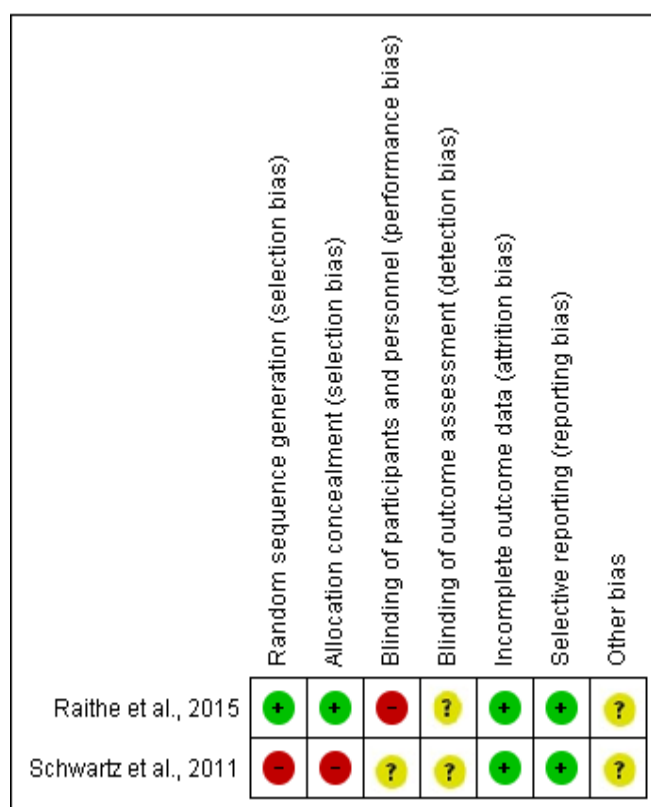 Random sequence generation (selection bias)
Allocation concealment (selection bias)
Blinding of participants and personnel (performance bias)
Blinding of outcome assessment (detection bias)
Incomplete outcome data (attrition bias)
Selective reporting (reporting bias)
Other bias
Raithe et al., 2015 + + - ? + + ?
Schwartz et al., 2011 - - ? ? + + ?